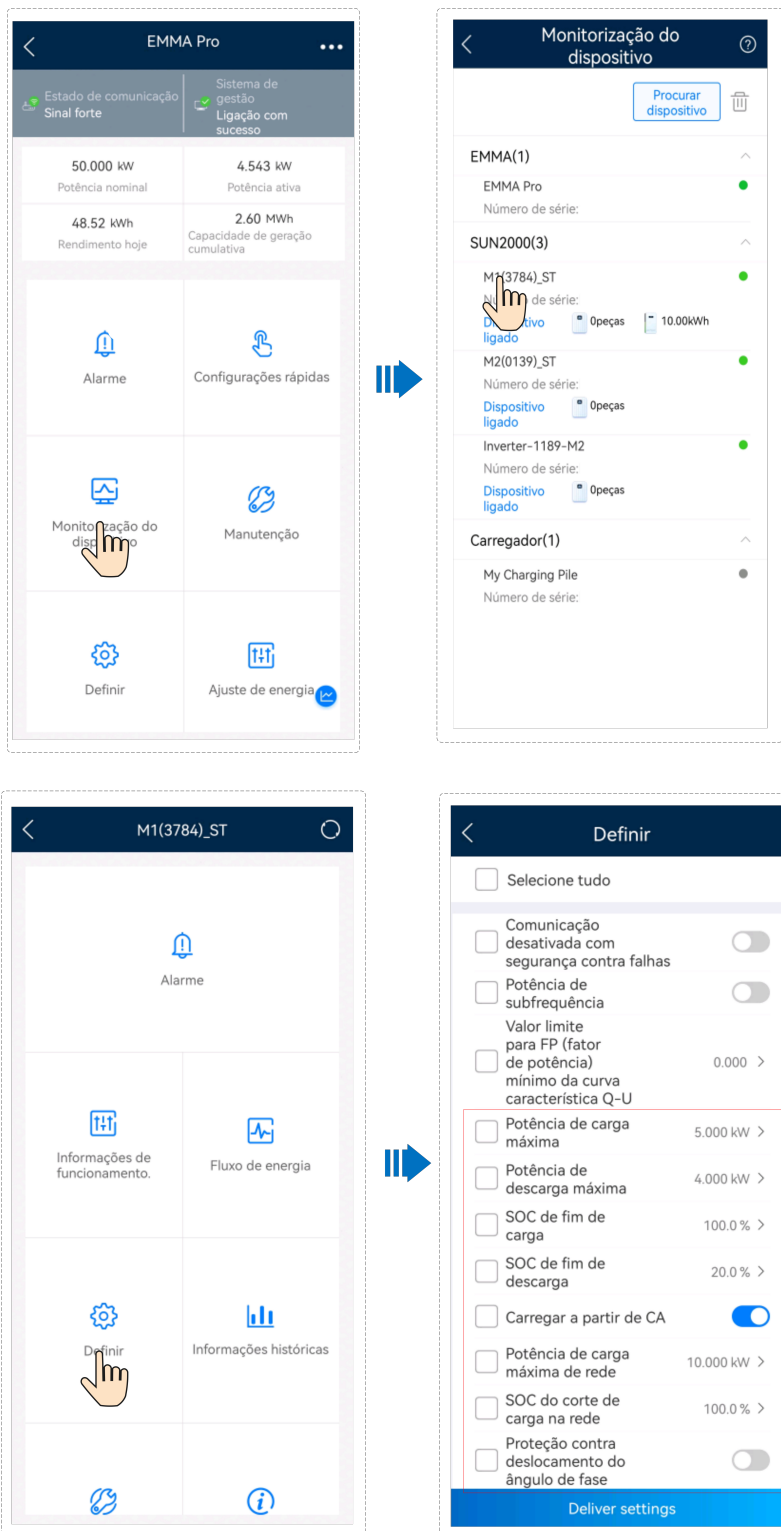 EMMA Pro
Estado de comunicação
Sinal forte
Sistema de
gestão
Ligação com
sucesso
50.000 kW
Potência nominal
4.543 kW
Potência ativa
48.52 kWh
Rendimento hoje
2.60 MWh
Capacidade de geração
cumulativa
Alarme
Configurações rápidas
Monitorização do
dispositivo
Manutenção
Definir
Ajuste de energia
Monitorização do
dispositivo
Procurar
dispositivo
EMMA(1)
EMMA Pro
Número de série:
SUN2000(3)
M1(3784)_ST
Número de série:
Dispositivo
ligado
0peças
10.00kWh
M2(0139)_ST
Número de série:
Dispositivo
ligado
0peças
Inverter-1189-M2
Número de série:
Dispositivo
ligado
0peças
Carregador(1)
My Charging Pile
Número de série:
M1(3784)_ST
Alarme
Informações de
funcionamento.
Fluxo de energia
Definir
Informações históricas
Definir
Selecione tudo
Comunicação
desativada com
segurança contra falhas
Potência de
subfrequência
Valor limite
para FP (fator
de potência)
mínimo da curva
característica Q-U
0.000
Potência de carga
máxima
5.000 kW
Potência de
descarga máxima
4.000 kW
SOC de fim de
carga
100.0 %
SOC de fim de
descarga
20.0 %
Carregar a partir de CA
Potência de carga
máxima de rede
10.000 kW
SOC do corte de
carga na rede
100.0 %
Proteção contra
deslocamento do
ângulo de fase
Deliver settings